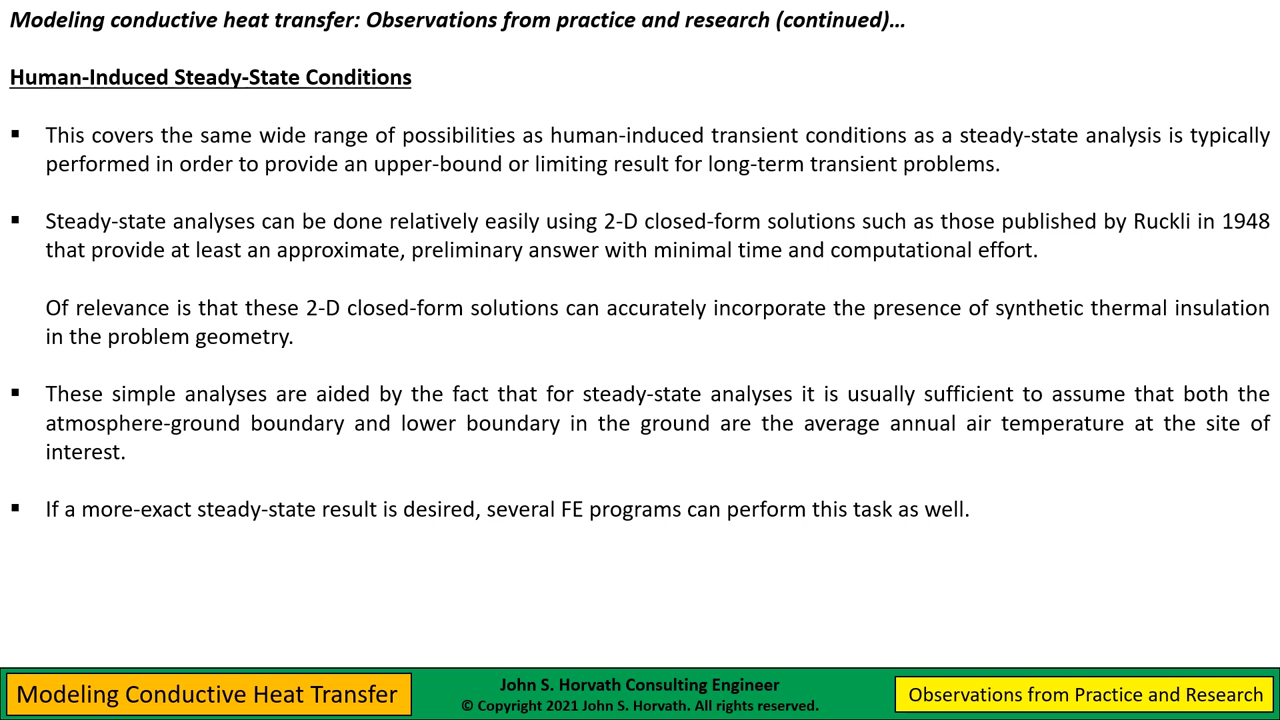 Modeling conductive heat transfer: Observations from practice and research (continued)…
Human-Induced Steady-State Conditions
▪ This covers the same wide range of possibilities as human-induced transient conditions as a steady-state analysis is typically
performed in order to provide an upper-bound or limiting result for long-term transient problems.
▪ Steady-state analyses can be done relatively easily using 2-D closed-form solutions such as those published by Ruckli in 1948
that provide at least an approximate, preliminary answer with minimal time and computational effort.
Of relevance is that these 2-D closed-form solutions can accurately incorporate the presence of synthetic thermal insulation
in the problem geometry.
▪ These simple analyses are aided by the fact that for steady-state analyses it is usually sufficient to assume that both the
atmosphere-ground boundary and lower boundary in the ground are the average annual air temperature at the site of
interest.
▪ If a more-exact steady-state result is desired, several FE programs can perform this task as well.
Modeling Conductive Heat Transfer
John S. Horvath Consulting Engineer
© Copyright 2021 John S. Horvath. All rights reserved.
Observations from Practice and Research